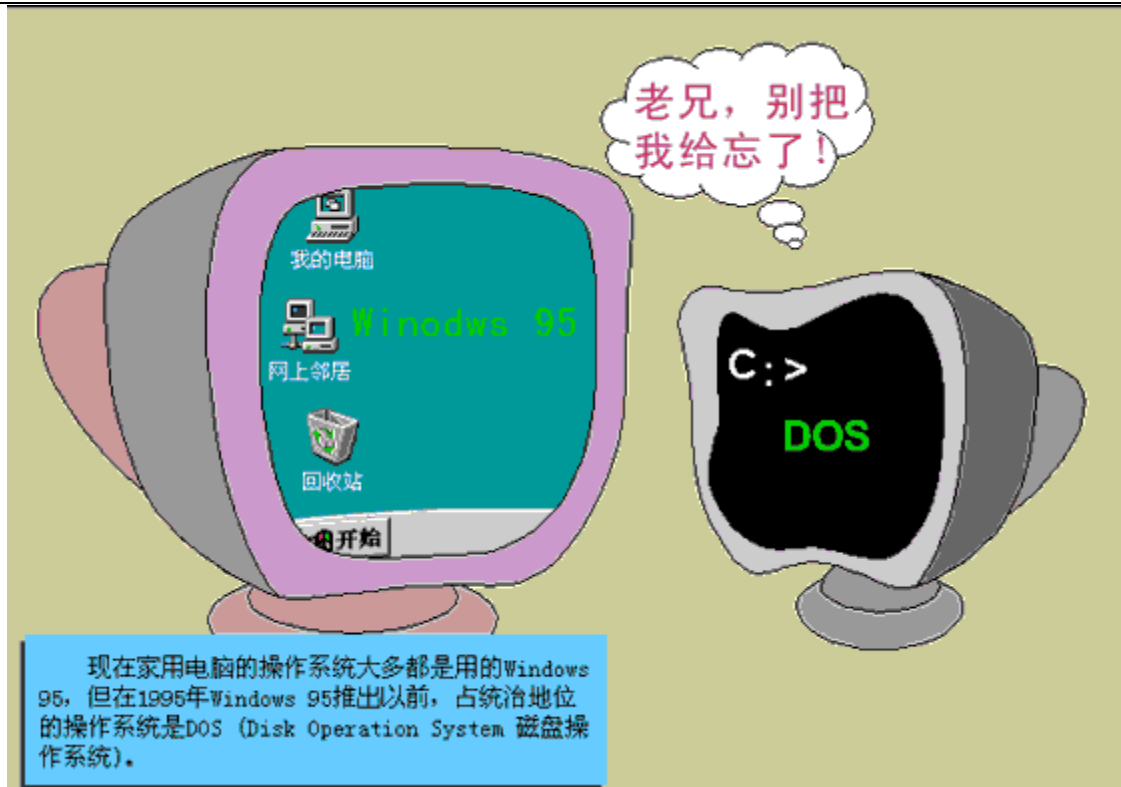 老兄，别把
我给忘了！
我的电脑
Winodws 95
网上邻居
回收站
开始
C:>
DOS
现在家用电脑的操作系统大多都是用的Windows
95，但在1995年Windows 95推出以前，占统治地位
的操作系统是DOS (Disk Operation System 磁盘操
作系统)。